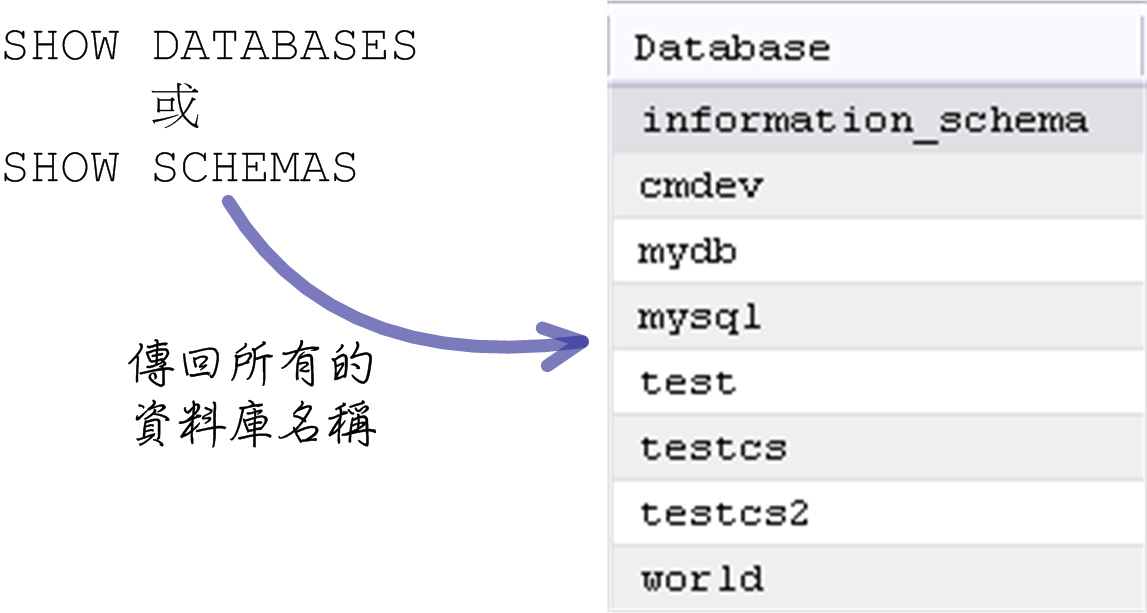 SHOW DATABASES
或
SHOW SCHEMAS
傳回所有的
資料庫名稱
Database
information_schema
cmdev
mydb
mysql
test
testcs
testcs2
world